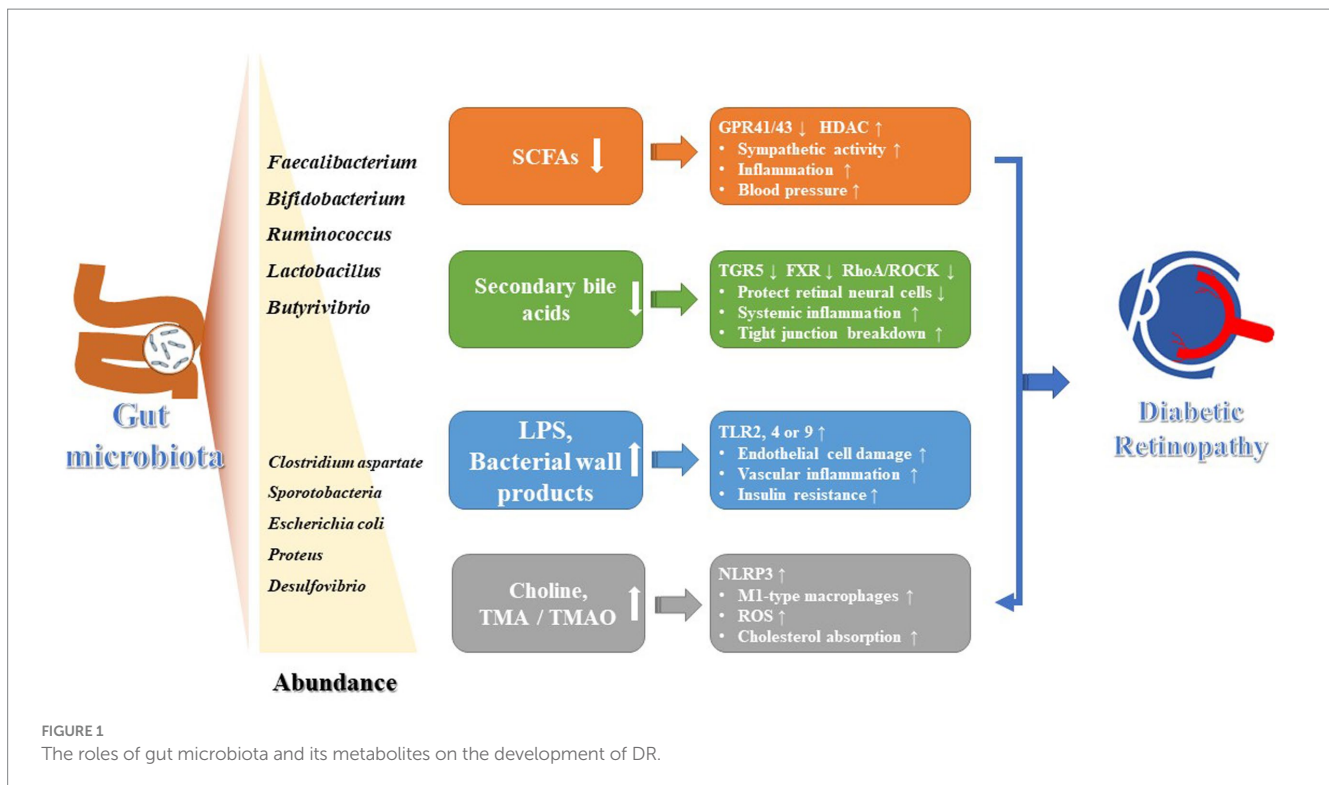 Gut
microbiota
Faecalibacterium
Bifidobacterium
Ruminococcus
Lactobacillus
Butyrivibrio
Clostridium aspartate
Sporotobacteria
Escherichia coli
Proteus
Desulfovibrio
Abundance
SCFAs ↓
GPR41/43 ↓ HDAC ↑
• Sympathetic activity ↑
• Inflammation ↑
• Blood pressure ↑
Secondary bile
acids ↓
TGR5 ↓ FXR ↓ RhoA/ROCK ↓
• Protect retinal neural cells ↓
• Systemic inflammation ↑
• Tight junction breakdown ↑
LPS,
Bacterial wall
products ↑
TLR2, 4 or 9 ↑
• Endothelial cell damage ↑
• Vascular inflammation ↑
• Insulin resistance ↑
Choline,
TMA / TMAO ↑
NLRP3 ↑
• M1-type macrophages ↑
• ROS ↑
• Cholesterol absorption ↑
Diabetic
Retinopathy
FIGURE 1
The roles of gut microbiota and its metabolites on the development of DR.